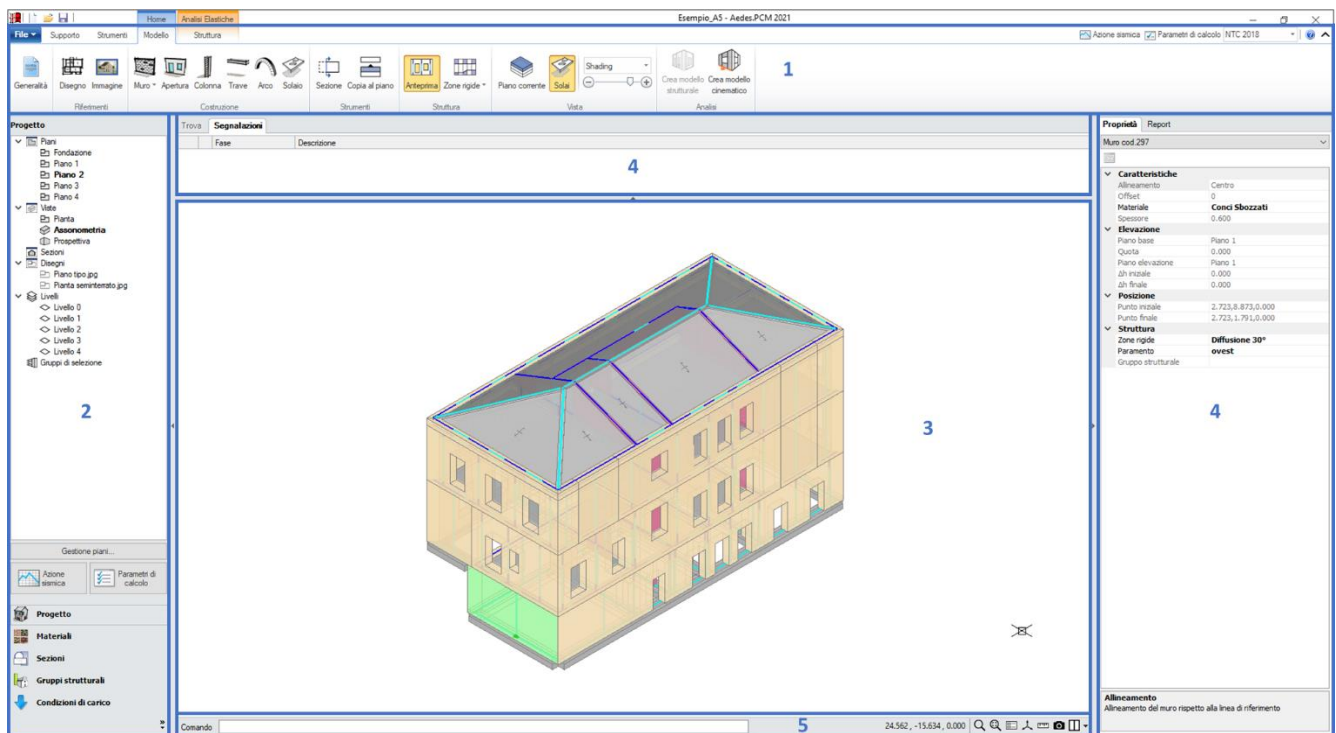 Home Analisi Elastiche Esempio_A5 - Aedes.PCM 2021
File Supporto Strumenti Modello Struttura Azione sismica Parametri di calcolo NTC 2018
Generalità Disegno Immagine Muro Apertura Colonna Trave Arco Solaio Sezione Copia al piano Anteprima Zone rigide Piano corrente Solai Shading Crea modello strutturale Crea modello cinematico 1
Riferimenti Costruzione Strumenti Struttura Vista Analisi
Progetto
Piani
Fondazione
Piano 1
Piano 2
Piano 3
Piano 4
Viste
Pianta
Assonometria
Prospettiva
Sezioni
Disegni
Piano tipo.jpg
Pianta seminterrato.jpg
Livelli
Livello 0
Livello 1
Livello 2
Livello 3
Livello 4
Gruppi di selezione
2
Gestione piani...
Azione sismica
Parametri di calcolo
Progetto
Materiali
Sezioni
Gruppi strutturali
Condizioni di carico
Trova Segnalazioni
Fase Descrizione
4
3
Comando 5 24.562 , -15.634 , 0.000
Proprietà Report
Muro cod.297
Caratteristiche
Allineamento Centro
Offset 0
Materiale Conci Sbozzati
Spessore 0.600
Elevazione
Piano base Piano 1
Quota 0.000
Piano elevazione Piano 1
Δh iniziale 0.000
Δh finale 0.000
Posizione
Punto iniziale 2.723,8.873,0.000
Punto finale 2.723,1.791,0.000
Struttura
Zone rigide Diffusione 30°
Paramento ovest
Gruppo strutturale
4
Allineamento
Allineamento del muro rispetto alla linea di riferimento